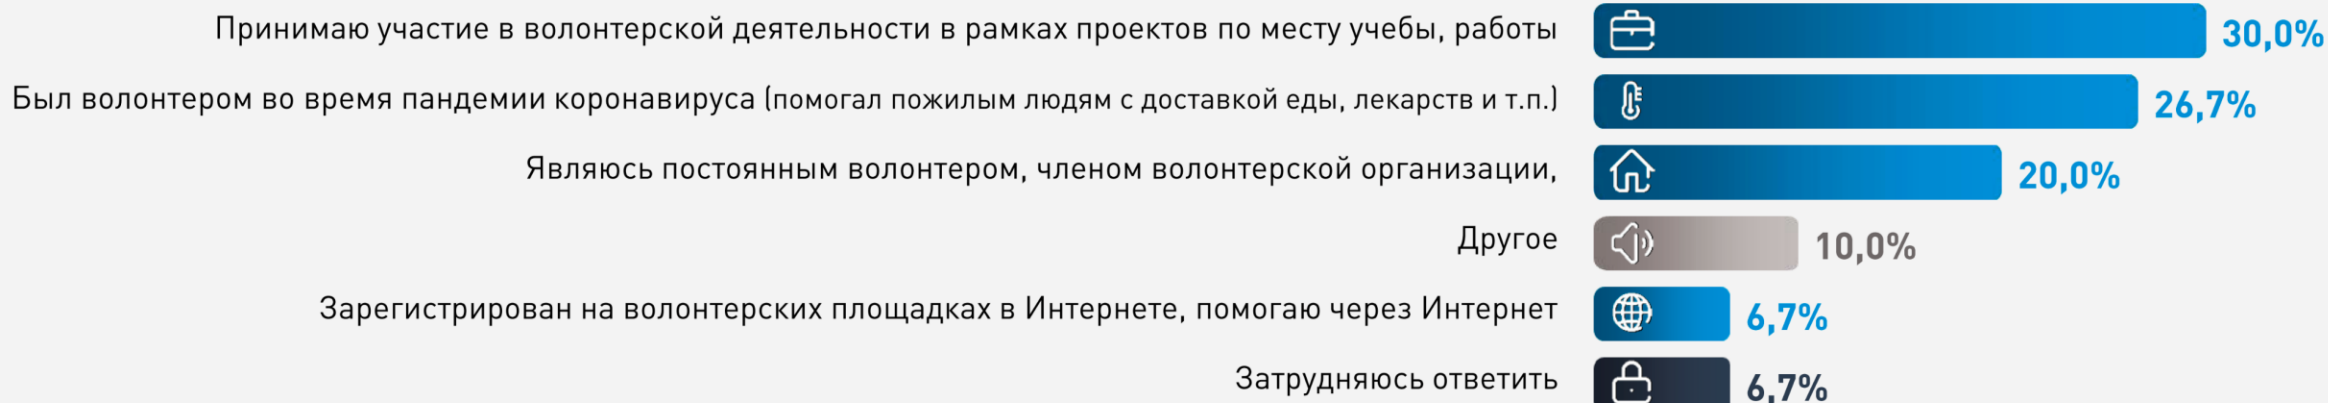 Принимаю участие в волонтерской деятельности в рамках проектов по месту учебы, работы 30,0%
Был волонтером во время пандемии коронавируса (помогал пожилым людям с доставкой еды, лекарств и т.п.) 26,7%
Являюсь постоянным волонтером, членом волонтерской организации, 20,0%
Другое 10,0%
Зарегистрирован на волонтерских площадках в Интернете, помогаю через Интернет 6,7%
Затрудняюсь ответить 6,7%